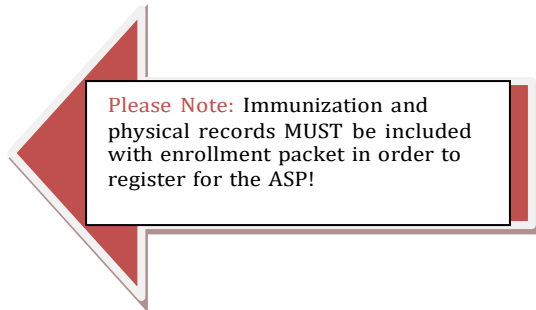 Please Note: Immunization and
physical records MUST be included
with enrollment packet in order to
register for the ASP!